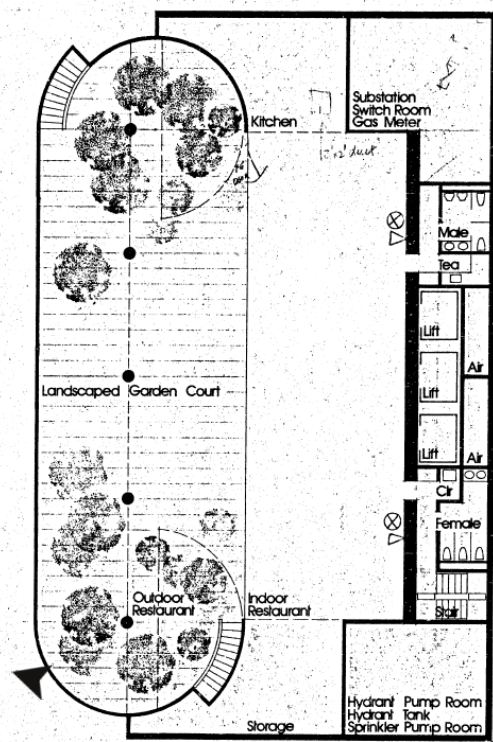 Substation
Switch Room
Gas Meter
Kitchen
Male
Tea
Lift
Air
Lift
Landscaped Garden Court
Lift
Air
Clr
Female
Outdoor
Restaurant
Indoor
Restaurant
Stair
Hydrant Pump Room
Hydrant Tank
Sprinkler Pump Room
Storage